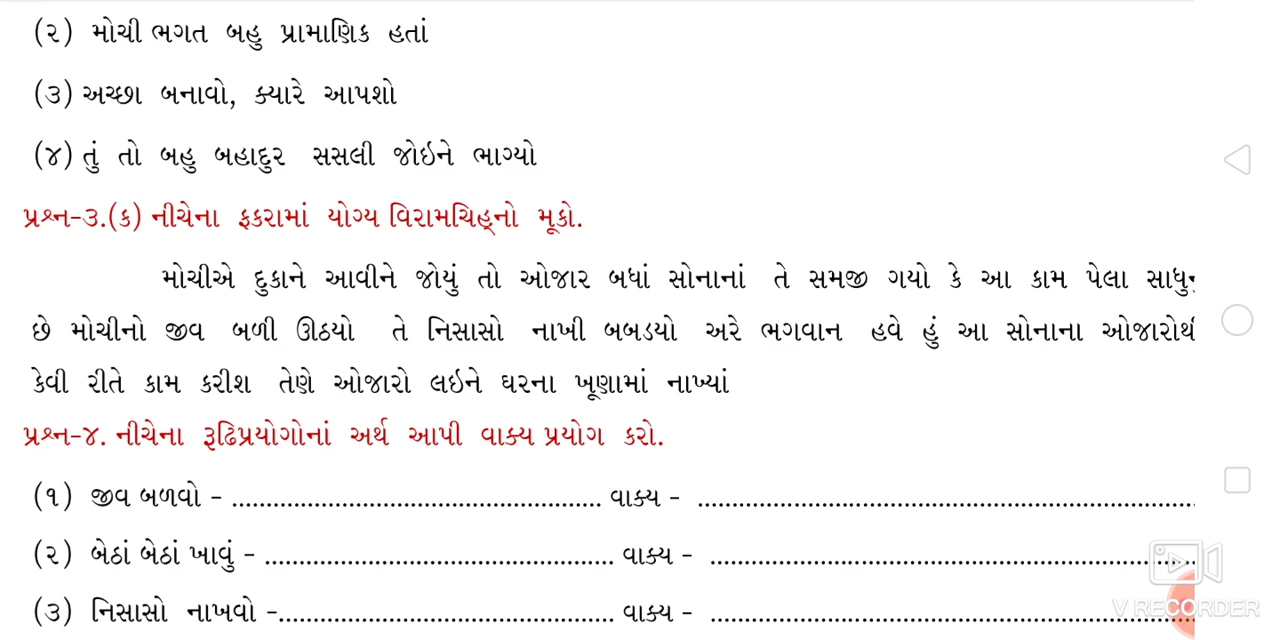 (૨) મોચી ભગત બહુ પ્રામાણિક હતાં
(૩) અચ્છા બનાવો, ક્યારે આપશો
(૪) તું તો બહુ બહાદુર સસલી જોઇને ભાગ્યો
પ્રશ્ન-૩.(ક) નીચેના ફકરામાં યોગ્ય વિરામચિહ્નો મૂકો.
મોચીએ દુકાને આવીને જોયું તો ઓજાર બધાં સોનાનાં તે સમજી ગયો કે આ કામ પેલા
છે મોચીનો જીવ બળી ઊઠયો તે નિસાસો નાખી બબડયો અરે ભગવાન હવે હું આ સોનાના
કેવી રીતે કામ કરીશ તેણે ઓજારો લઇને ઘરના ખૂણામાં નાખ્યાં
પ્રશ્ન-૪. નીચેના રૂઢિપ્રયોગોનાં અર્થ આપી વાક્ય પ્રયોગ કરો.
(૧) જીવ બળવો - ............................................. વાક્ય - ............................................................
(૨) બેઠાં બેઠાં ખાવું - .......................................... વાક્ય - ...........................................................
(૩) નિસાસો નાખવો -......................................... વાક્ય - ...........................................................
V RECORDER